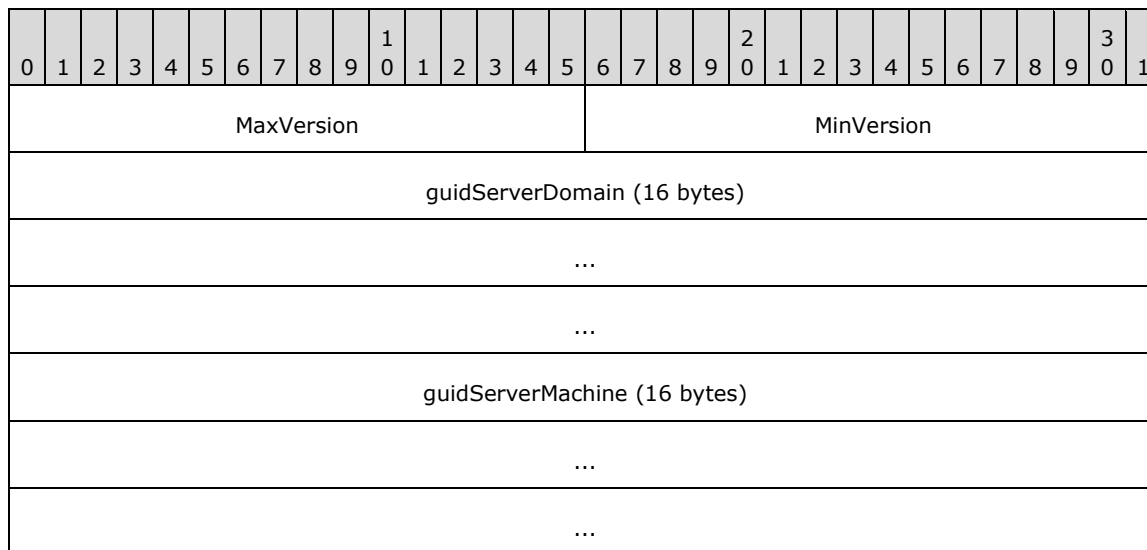 1 2 3
0 1 2 3 4 5 6 7 8 9 0 1 2 3 4 5 6 7 8 9 0 1 2 3 4 5 6 7 8 9 0 1
MaxVersion MinVersion
guidServerDomain (16 bytes)
...
...
guidServerMachine (16 bytes)
...
...